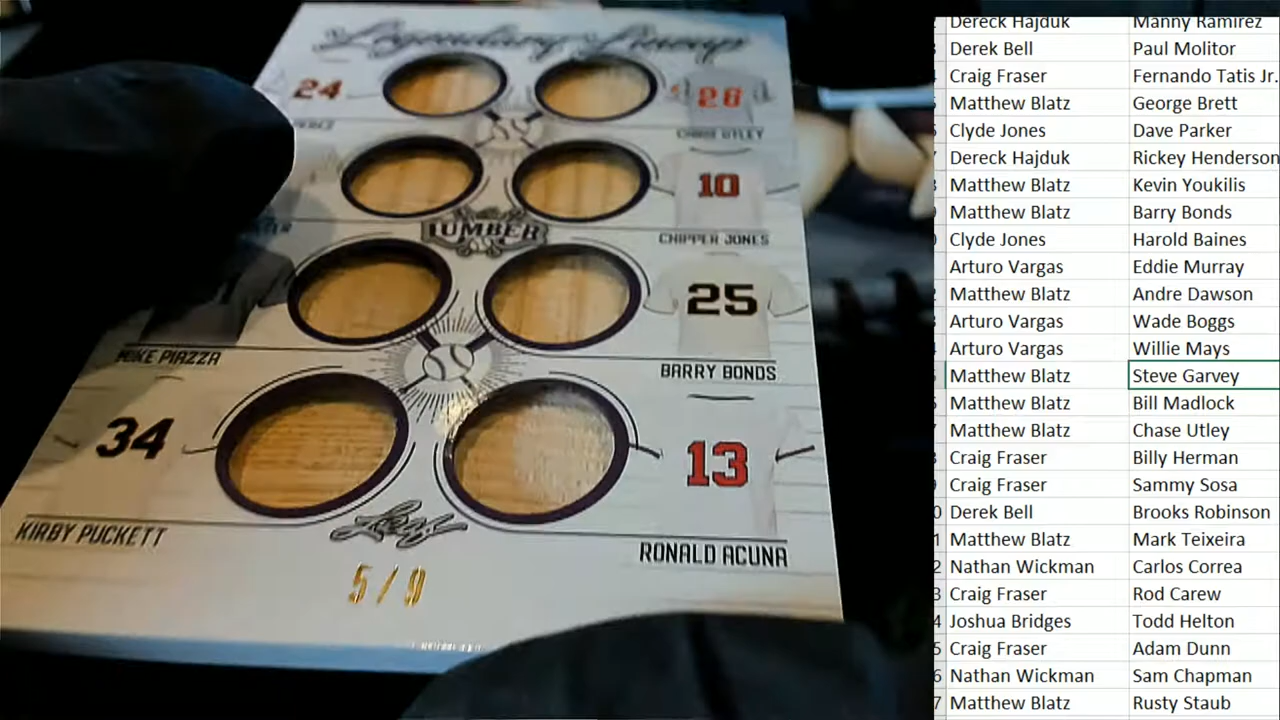 Legendary Lineup
24
26
CHASE UTLEY
10
LUMBER
CHIPPER JONES
25
MIKE PIAZZA
BARRY BONDS
34
13
KIRBY PUCKETT
Leaf
RONALD ACUNA
5/9
Dereck Hajduk Manny Ramirez
Derek Bell Paul Molitor
Craig Fraser Fernando Tatis Jr.
Matthew Blatz George Brett
Clyde Jones Dave Parker
Dereck Hajduk Rickey Henderson
Matthew Blatz Kevin Youkilis
Matthew Blatz Barry Bonds
Clyde Jones Harold Baines
Arturo Vargas Eddie Murray
Matthew Blatz Andre Dawson
Arturo Vargas Wade Boggs
Arturo Vargas Willie Mays
Matthew Blatz Steve Garvey
Matthew Blatz Bill Madlock
Matthew Blatz Chase Utley
Craig Fraser Billy Herman
Craig Fraser Sammy Sosa
Derek Bell Brooks Robinson
Matthew Blatz Mark Teixeira
Nathan Wickman Carlos Correa
Craig Fraser Rod Carew
Joshua Bridges Todd Helton
Craig Fraser Adam Dunn
Nathan Wickman Sam Chapman
Matthew Blatz Rusty Staub